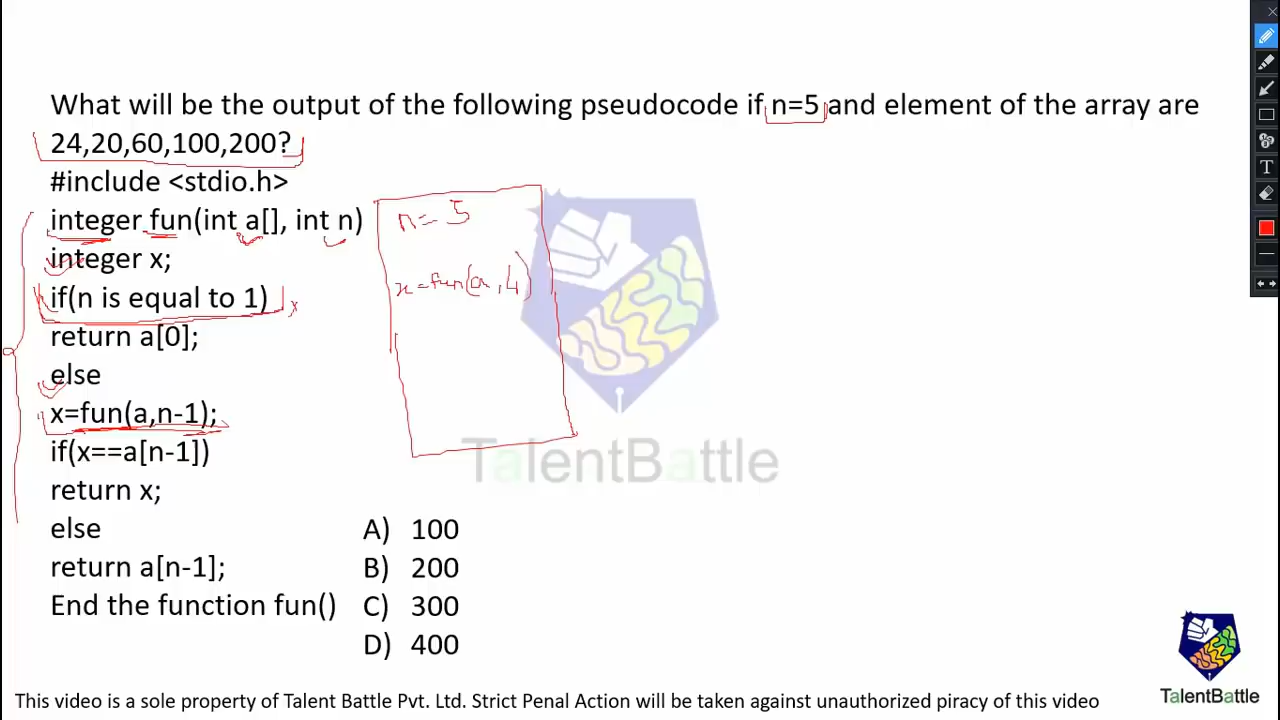 What will be the output of the following pseudocode if n=5 and element of the array are
24,20,60,100,200?
#include <stdio.h>
integer fun(int a[], int n)
integer x;
if(n is equal to 1)
return a[0];
else
x=fun(a,n-1);
if(x==a[n-1])
return x;
else
return a[n-1];
End the function fun()
n= 5
x=fun(a,4)
A) 100
B) 200
C) 300
D) 400
TalentBattle
TalentBattle
This video is a sole property of Talent Battle Pvt. Ltd. Strict Penal Action will be taken against unauthorized piracy of this video